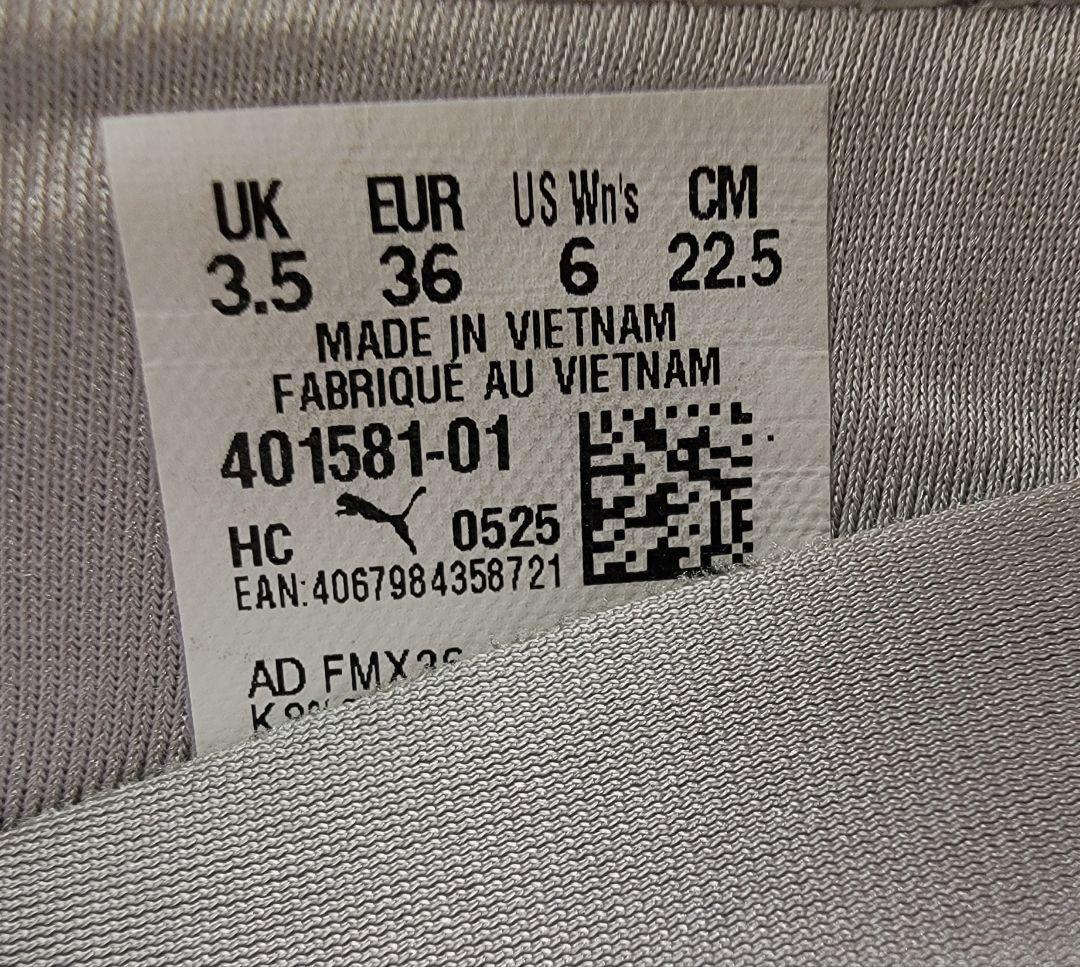 UK EUR US Wn's CM
3.5 36 6 22.5
MADE IN VIETNAM
FABRIQUÉ AU VIETNAM
401581-01
HC 0525
EAN:4067984358721
AD